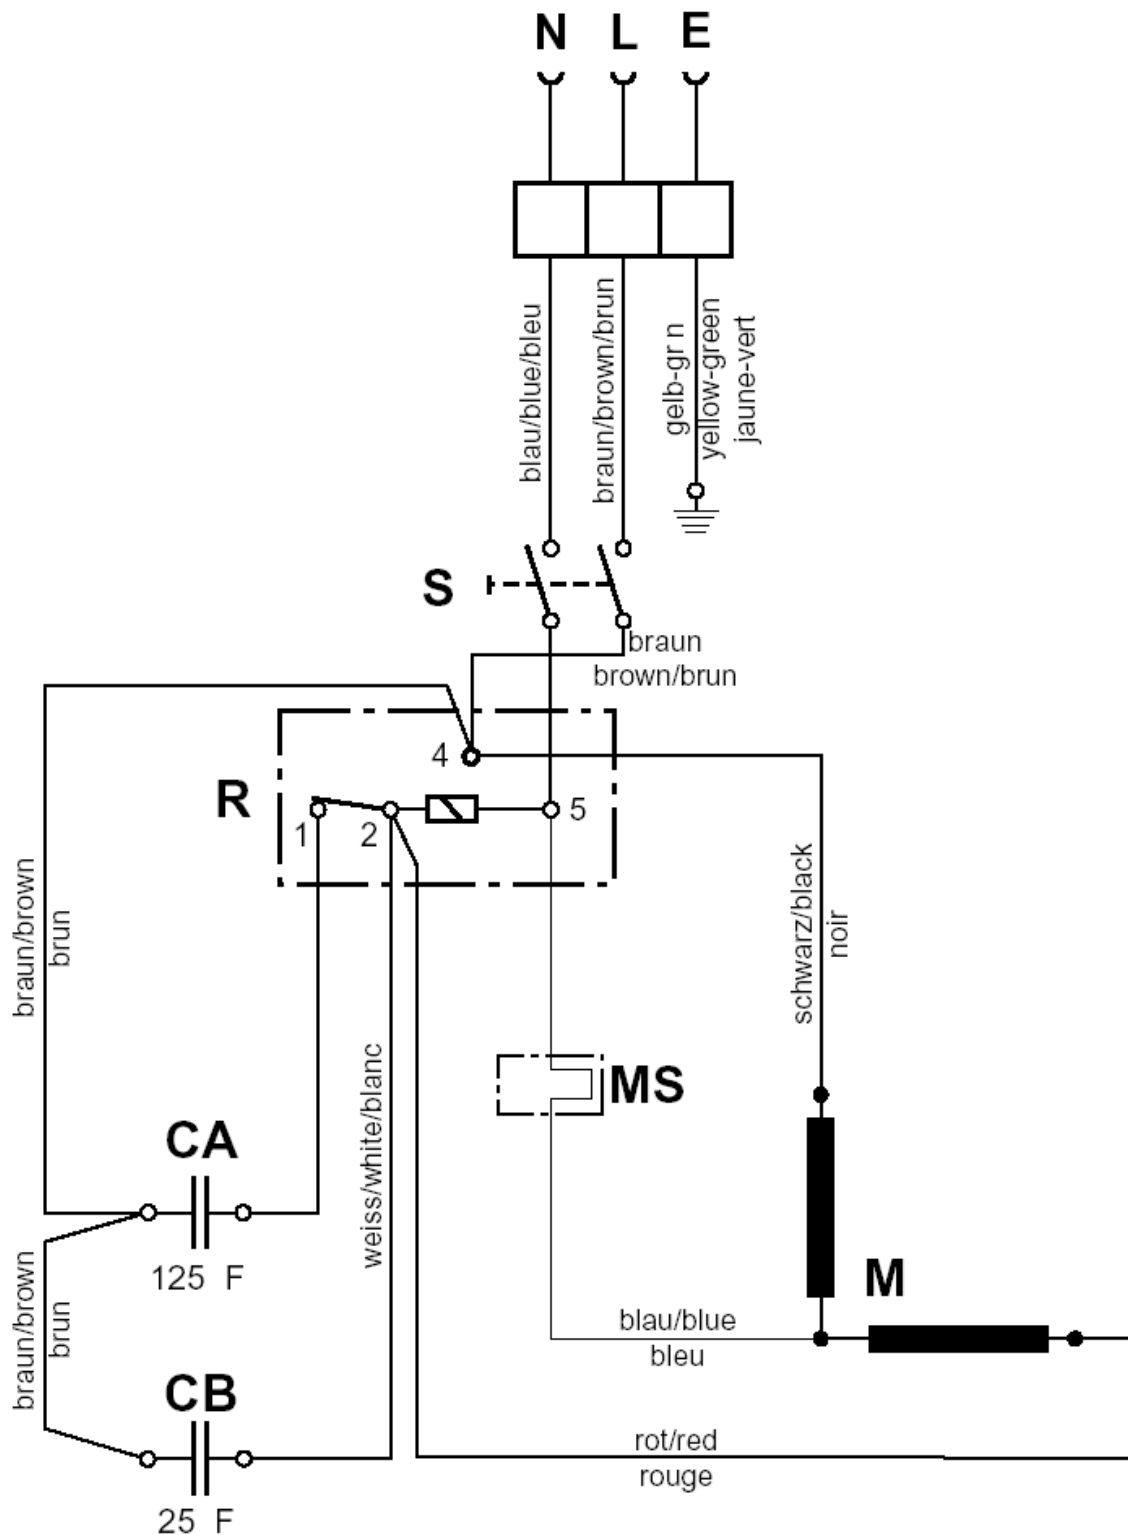 N L E
blau/blue/bleu
braun/brown/brun
gelb-gr n
yellow-green
jaune-vert
S
braun
brown/brun
4
R
1
2
5
braun/brown
brun
schwarz/black
noir
weiss/white/blanc
MS
CA
125 F
M
blau/blue
bleu
braun/brown
brun
CB
rot/red
rouge
25 F